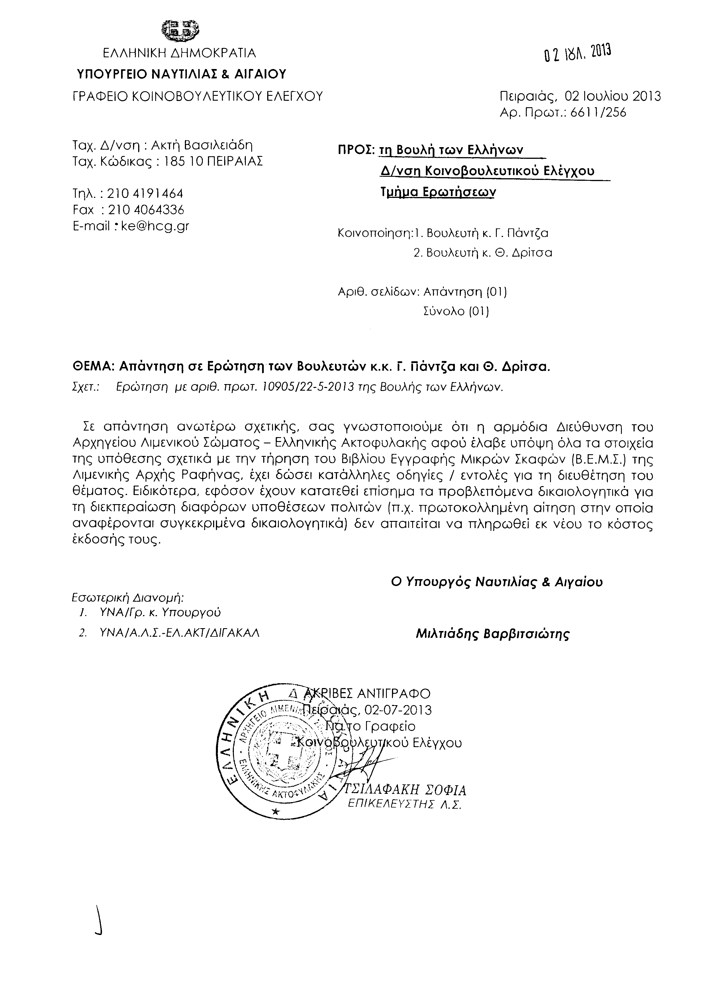 ΕΛΛΗΝΙΚΗ ΔΗΜΟΚΡΑΤΙΑ
ΥΠΟΥΡΓΕΙΟ ΝΑΥΤΙΛΙΑΣ & ΑΙΓΑΙΟΥ
ΓΡΑΦΕΙΟ ΚΟΙΝΟΒΟΥΛΕΥΤΙΚΟΥ ΕΛΕΓΧΟΥ
02 ΙΟΥΛ. 2013
Πειραιάς, 02 Ιουλίου 2013
Αρ. Πρωτ.: 6611/256
Ταχ. Δ/νση : Ακτή Βασιλειάδη
Ταχ. Κώδικας : 185 10 ΠΕΙΡΑΙΑΣ
Τηλ. : 210 4191464
Fax : 210 4064336
E-mail : ke@hcg.gr
ΠΡΟΣ: τη Βουλή των Ελλήνων
Δ/νση Κοινοβουλευτικού Ελέγχου
Τμήμα Ερωτήσεων
Κοινοποίηση:1. Βουλευτή κ. Γ. Πάντζα
2. Βουλευτή κ. Θ. Δρίτσα
Αριθ. σελίδων: Απάντηση (01)
Σύνολο (01)
ΘΕΜΑ: Απάντηση σε Ερώτηση των Βουλευτών κ.κ. Γ. Πάντζα και Θ. Δρίτσα.
Σχετ.: Ερώτηση με αριθ. πρωτ. 10905/22-5-2013 της Βουλής των Ελλήνων.
Σε απάντηση ανωτέρω σχετικής, σας γνωστοποιούμε ότι η αρμόδια Διεύθυνση του
Αρχηγείου Λιμενικού Σώματος – Ελληνικής Ακτοφυλακής αφού έλαβε υπόψη όλα τα στοιχεία
της υπόθεσης σχετικά με την τήρηση του Βιβλίου Εγγραφής Μικρών Σκαφών (Β.Ε.Μ.Σ.) της
Λιμενικής Αρχής Ραφήνας, έχει δώσει κατάλληλες οδηγίες / εντολές για τη διευθέτηση του
θέματος. Ειδικότερα, εφόσον έχουν κατατεθεί επίσημα τα προβλεπόμενα δικαιολογητικά για
τη διεκπεραίωση διαφόρων υποθέσεων πολιτών (π.χ. πρωτοκολλημένη αίτηση στην οποία
αναφέρονται συγκεκριμένα δικαιολογητικά) δεν απαιτείται να πληρωθεί εκ νέου το κόστος
έκδοσής τους.
Ο Υπουργός Ναυτιλίας & Αιγαίου
Μιλτιάδης Βαρβιτσιώτης
Εσωτερική Διανομή:
1. ΥΝΑ/Γρ. κ. Υπουργού
2. ΥΝΑ/Α.Λ.Σ.-ΕΛ.ΑΚΤ/ΔΙΓΑΚΑΛ
ΑΚΡΙΒΕΣ ΑΝΤΙΓΡΑΦΟ
Πειραιάς, 02-07-2013
Για το Γραφείο
Κοινοβουλευτικού Ελέγχου
ΤΣΙΛΑΦΑΚΗ ΣΟΦΙΑ
ΕΠΙΚΕΛΕΥΣΤΗΣ Λ.Σ.
ΕΛΛΗΝΙΚΗ ΔΗΜΟΚΡΑΤΙΑ
ΑΡΧΗΓΕΙΟ ΛΙΜΕΝΙΚΟΥ ΣΩΜΑΤΟΣ
ΕΛΛΗΝΙΚΗΣ ΑΚΤΟΦΥΛΑΚΗΣ